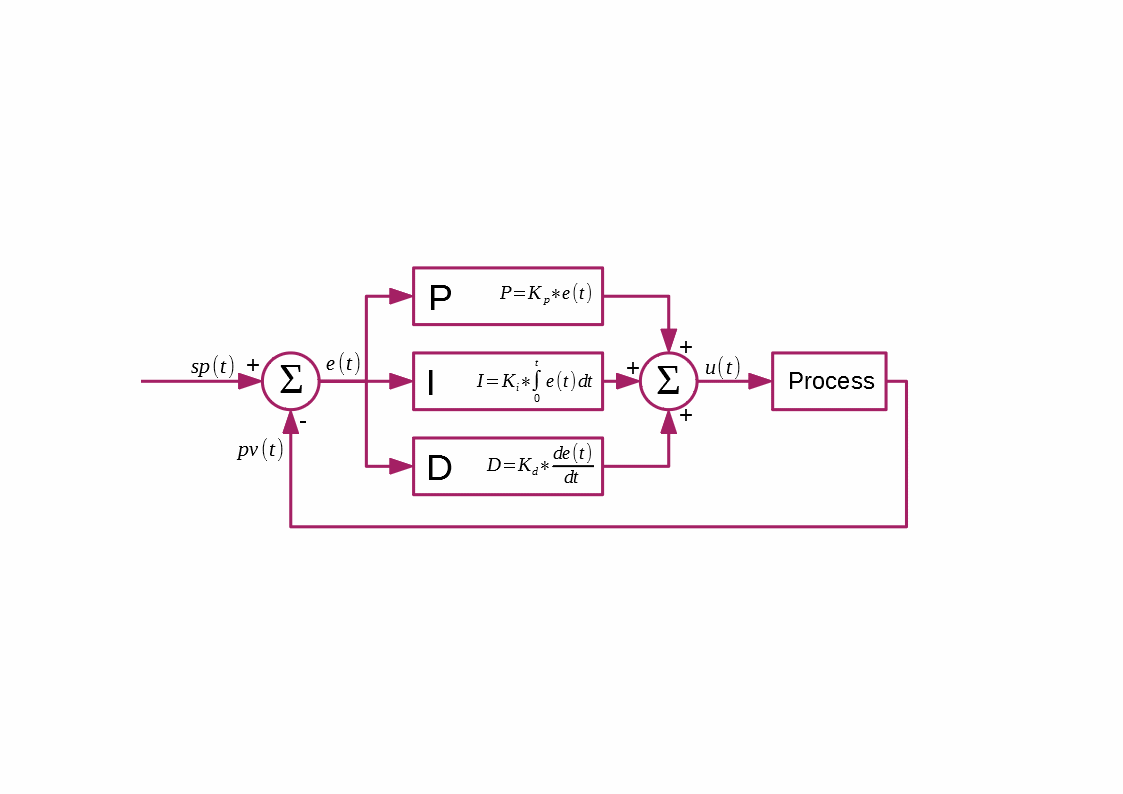 P P=K_p*e(t)
sp(t) + Σ e(t)
I I=K_i*∫_0^t e(t)dt
+ Σ + u(t) Process
+
-
pv(t)
D D=K_d*de(t)/dt